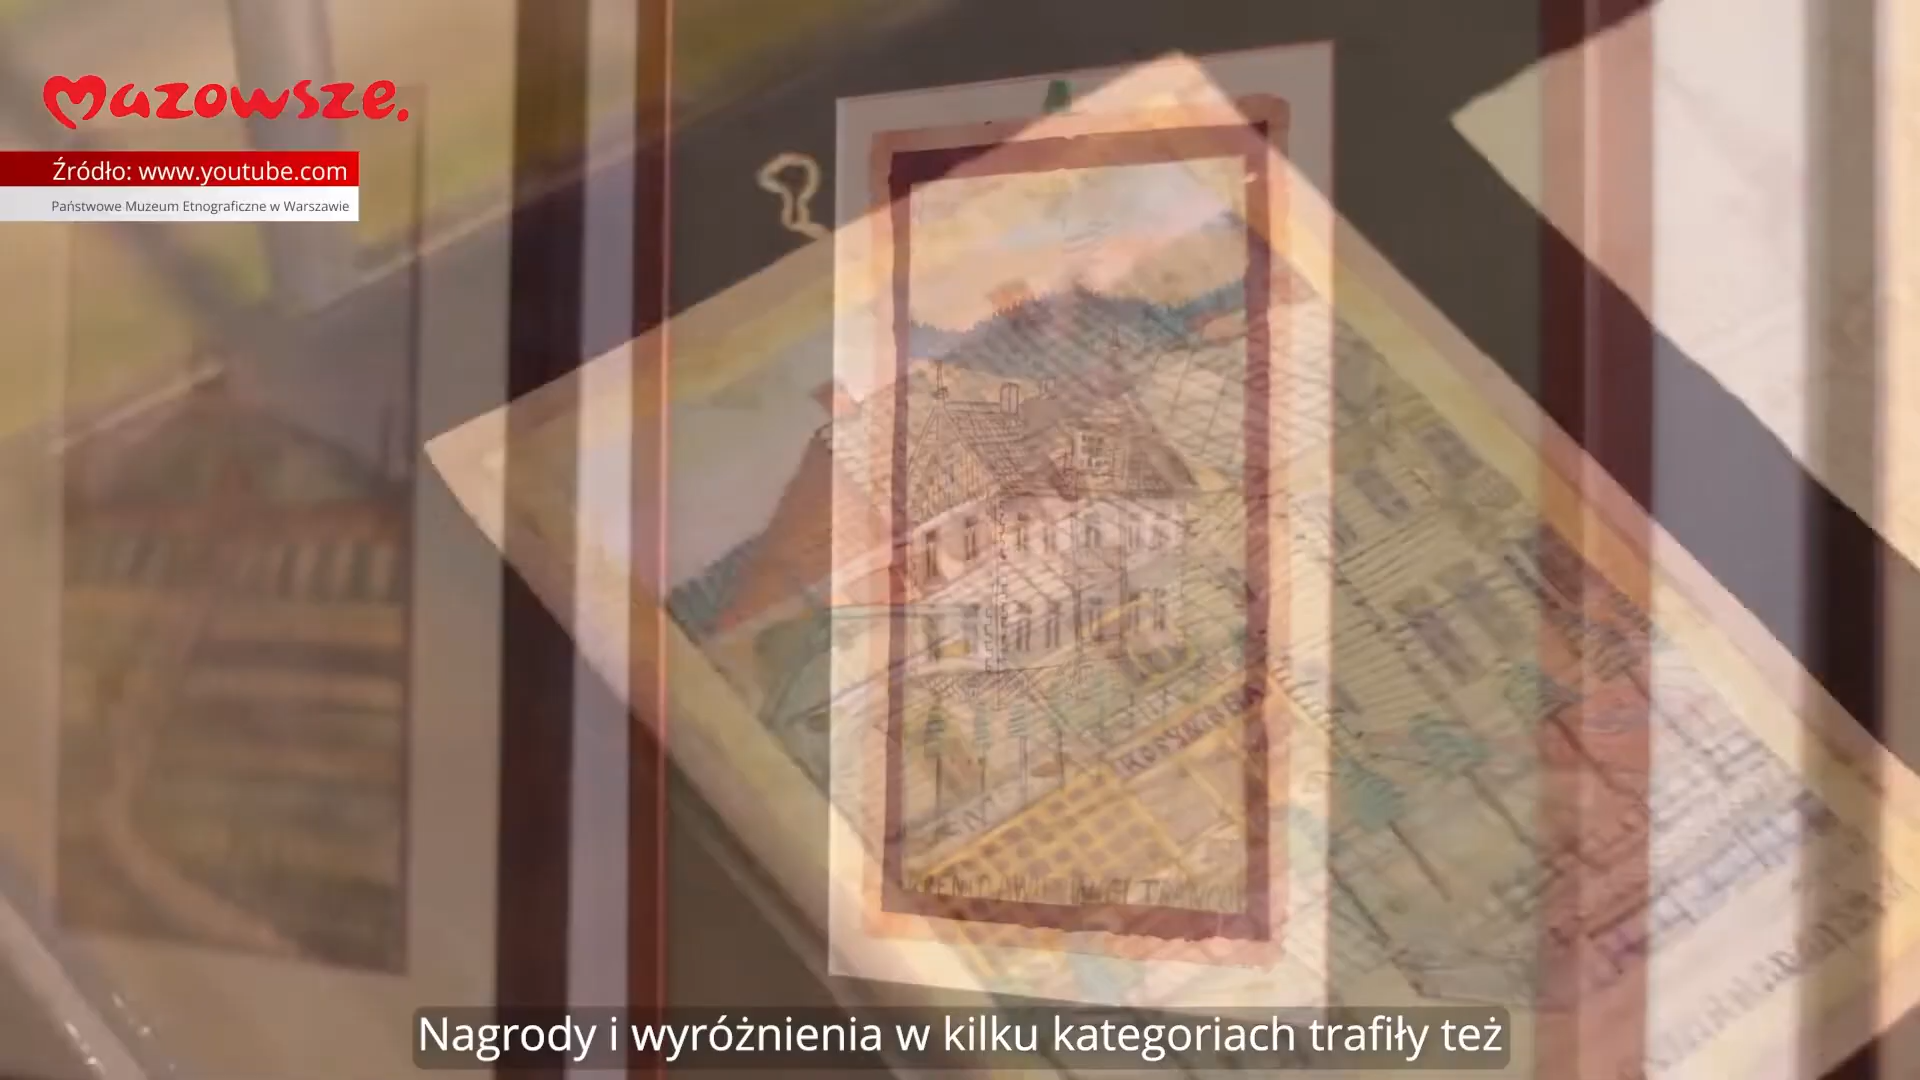 Mazowsze.
Źródło: www.youtube.com
Państwowe Muzeum Etnograficzne w Warszawie
Nagrody i wyróżnienia w kilku kategoriach trafiły też